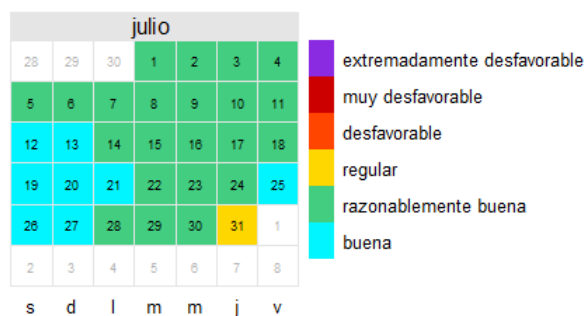 julio
28 29 30 1 2 3 4
5 6 7 8 9 10 11
12 13 14 15 16 17 18
19 20 21 22 23 24 25
26 27 28 29 30 31 1
2 3 4 5 6 7 8
s d l m m j v
extremadamente desfavorable
muy desfavorable
desfavorable
regular
razonablemente buena
buena